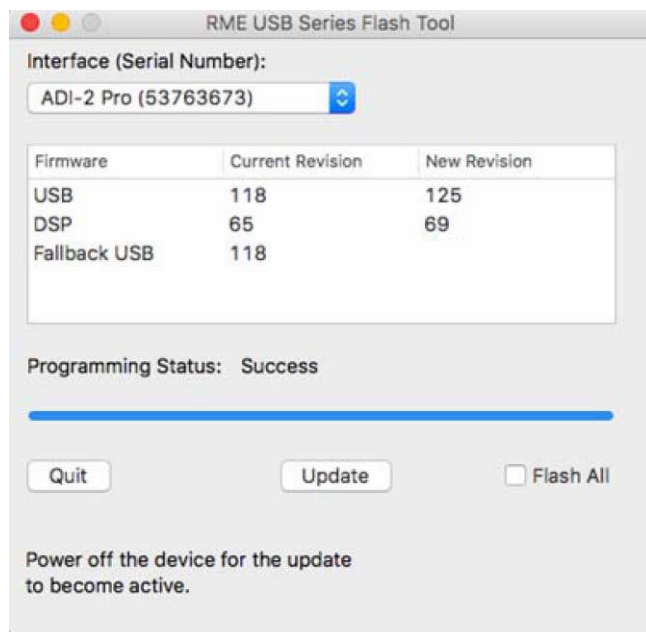 RME USB Series Flash Tool
Interface (Serial Number):
ADI-2 Pro (53763673)
Firmware Current Revision New Revision
USB 118 125
DSP 65 69
Fallback USB 118
Programming Status: Success
Quit Update Flash All
Power off the device for the update
to become active.